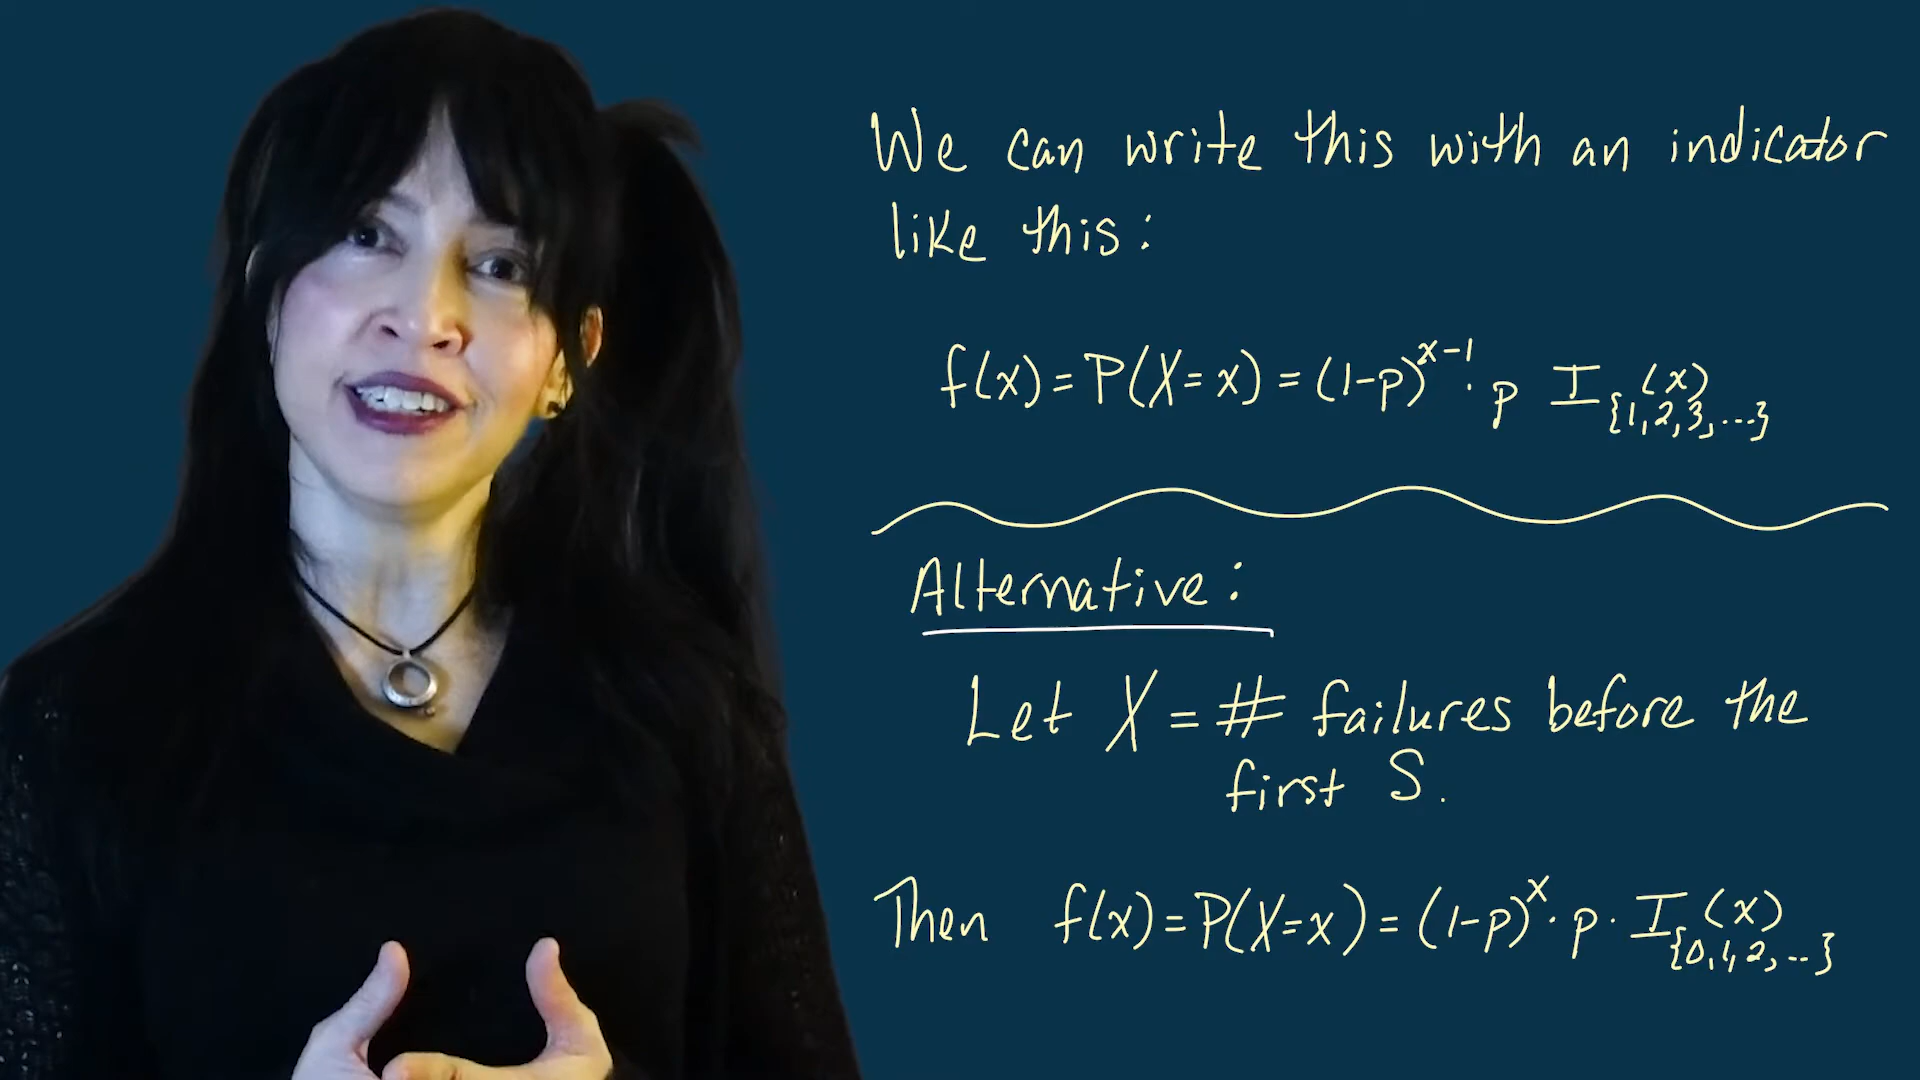 We can write this with an indicator
like this:
f(x) = P(X = x) = (1-p)^{x-1} · p I_{{1,2,3,...}}(x)
Alternative:
Let X = # failures before the
first S.
Then f(x) = P(X = x) = (1-p)^x · p · I_{{0,1,2,...}}(x)